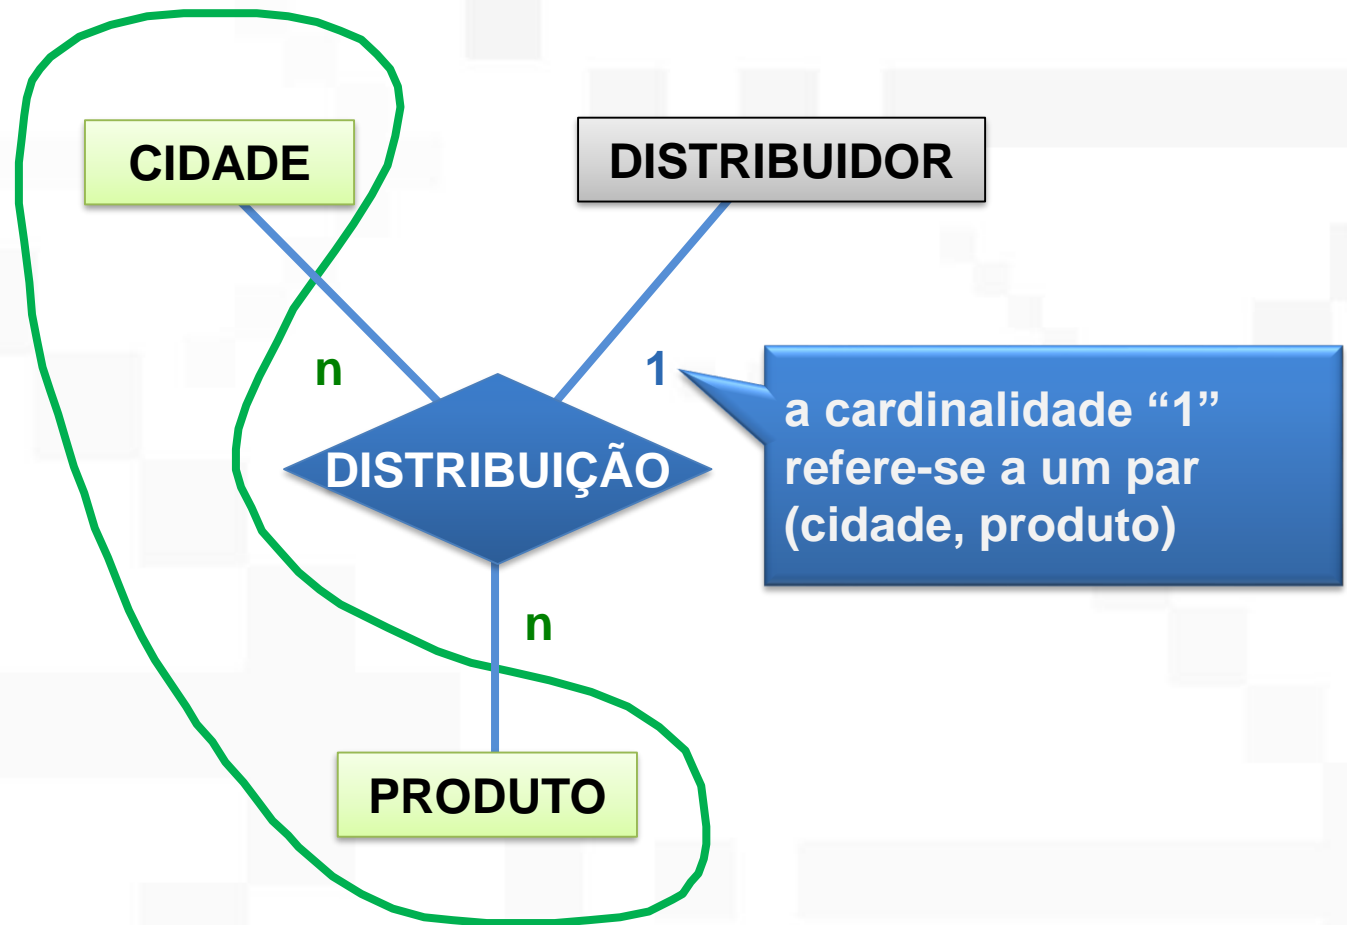 CIDADE
DISTRIBUIDOR
n
1
a cardinalidade “1”
refere-se a um par
(cidade, produto)
DISTRIBUIÇÃO
n
PRODUTO